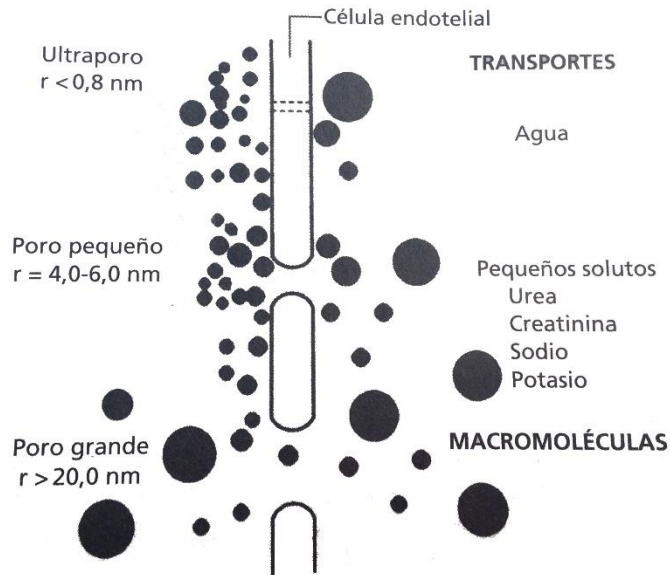 Célula endotelial
Ultraporo
r < 0,8 nm
TRANSPORTES
Agua
Poro pequeño
r = 4,0-6,0 nm
Pequeños solutos
Urea
Creatinina
Sodio
Potasio
Poro grande
r > 20,0 nm
MACROMOLÉCULAS